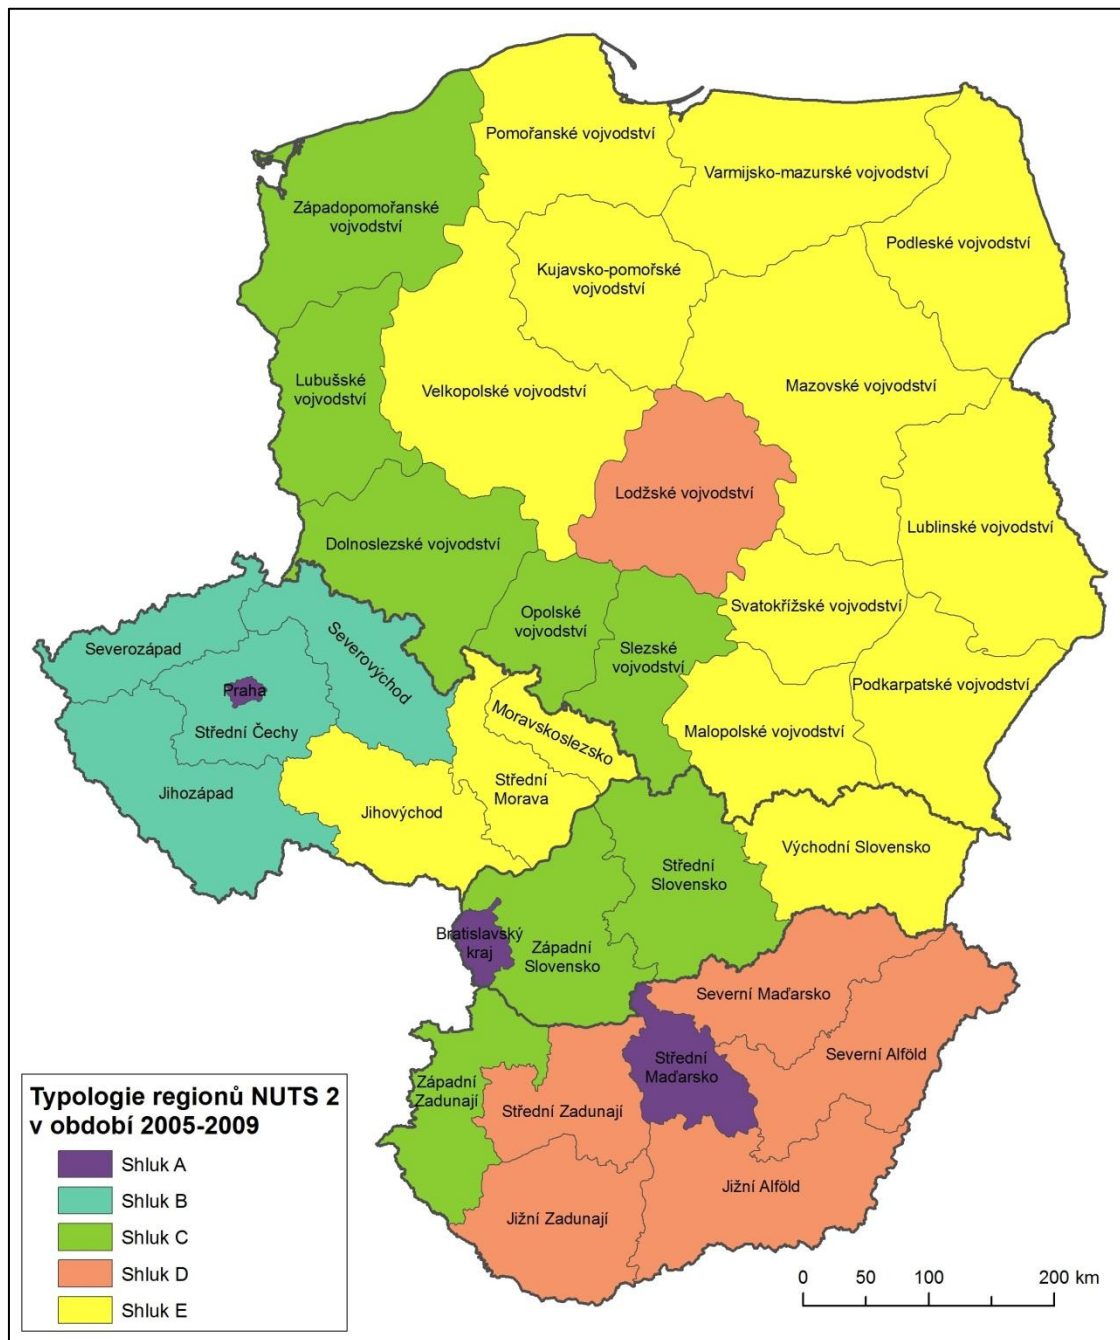 Pomořanské vojvodství
Varmijsko-mazurské vojvodství
Západopomořanské
vojvodství
Podleské vojvodství
Kujavsko-pomořské
vojvodství
Lubušské
vojvodství
Velkopolské vojvodství
Mazovské vojvodství
Lodžské vojvodství
Lublinské vojvodství
Dolnoslezské vojvodství
Opolské
vojvodství
Svatokřížské vojvodství
Slezské
vojvodství
Severozápad
Severovýchod
Praha
Podkarpatské vojvodství
Střední Čechy
Moravskoslezsko
Malopolské vojvodství
Jihozápad
Střední
Morava
Jihovýchod
Východní Slovensko
Střední
Slovensko
Bratislavský
kraj
Západní
Slovensko
Severní Maďarsko
Severní Alföld
Střední
Maďarsko
Západní
Zadunají
Střední Zadunají
Jižní Alföld
Jižní Zadunají
Typologie regionů NUTS 2
v období 2005-2009
Shluk A
Shluk B
Shluk C
Shluk D
Shluk E
0 50 100 200 km